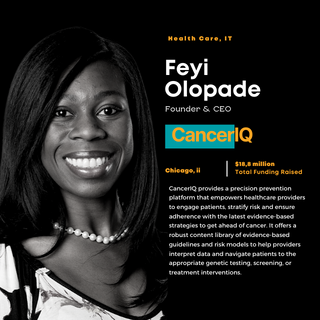 Health Care, IT
Feyi
Olopade
Founder & CEO
CancerIQ
Chicago, ii
$18,8 million
Total Funding Raised
CancerIQ provides a precision prevention
platform that empowers healthcare providers
to engage patients, stratify risk and ensure
adherence with the latest evidence-based
strategies to get ahead of cancer. It offers a
robust content library of evidence-based
guidelines and risk models to help providers
interpret data and navigate patients to the
appropriate genetic testing, screening, or
treatment interventions.